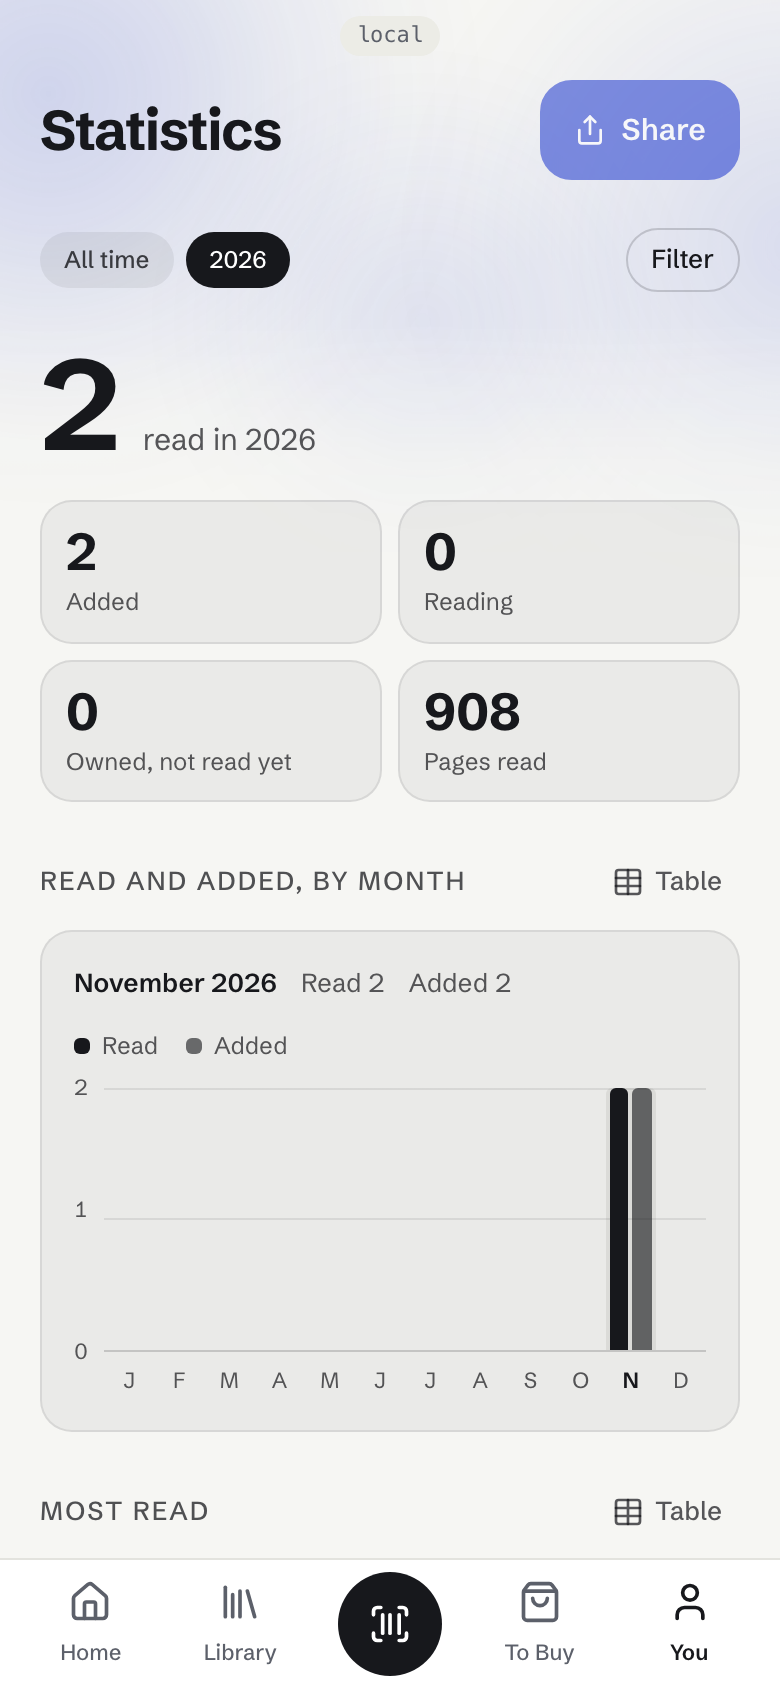 local
Statistics
Share
All time
2026
Filter
2 read in 2026
2
Added
0
Reading
0
Owned, not read yet
908
Pages read
READ AND ADDED, BY MONTH
Table
November 2026 Read 2 Added 2
Read Added
2
1
0
J F M A M J J A S O N D
MOST READ
Table
Home Library To Buy You